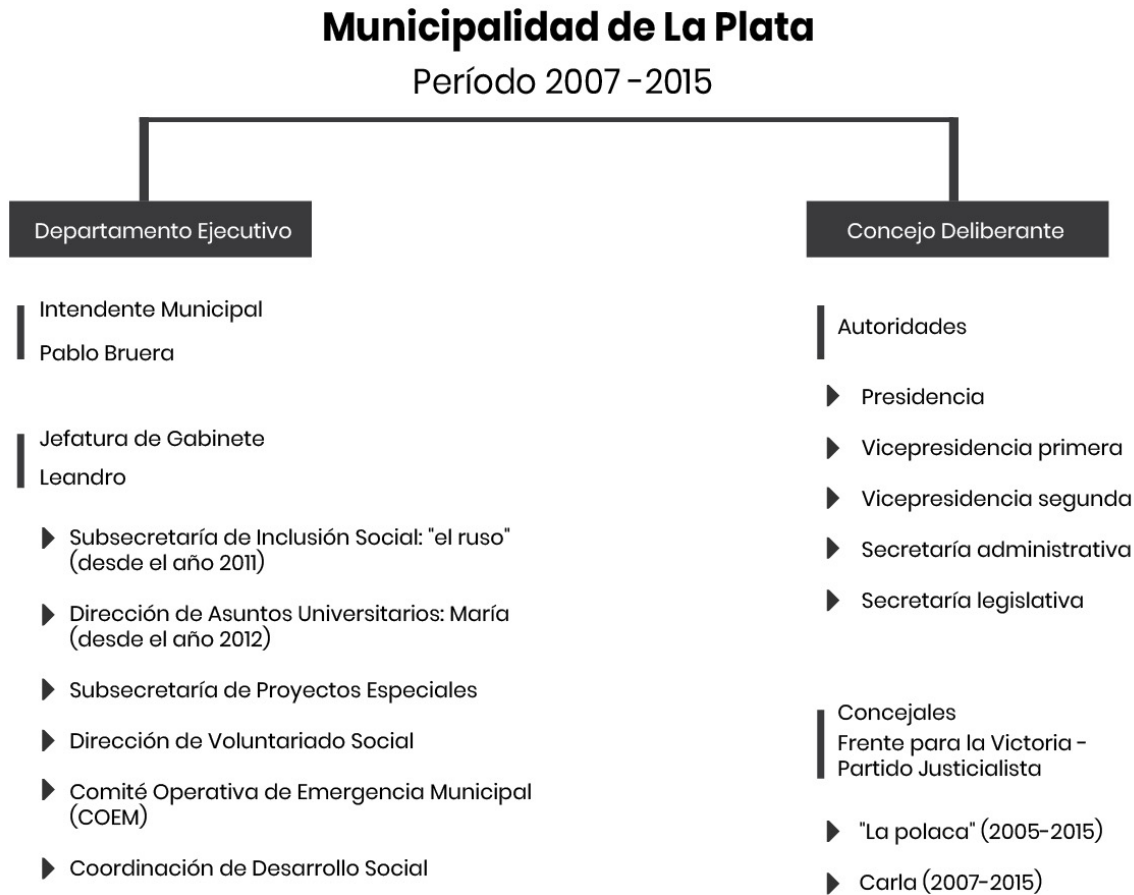 Municipalidad de La Plata
Período 2007 -2015
Departamento Ejecutivo
Intendente Municipal
Pablo Bruera
Jefatura de Gabinete
Leandro
Subsecretaría de Inclusión Social: "el ruso"
(desde el año 2011)
Dirección de Asuntos Universitarios: María
(desde el año 2012)
Subsecretaría de Proyectos Especiales
Dirección de Voluntariado Social
Comité Operativa de Emergencia Municipal
(COEM)
Coordinación de Desarrollo Social
Concejo Deliberante
Autoridades
Presidencia
Vicepresidencia primera
Vicepresidencia segunda
Secretaría administrativa
Secretaría legislativa
Concejales
Frente para la Victoria -
Partido Justicialista
"La polaca" (2005-2015)
Carla (2007-2015)